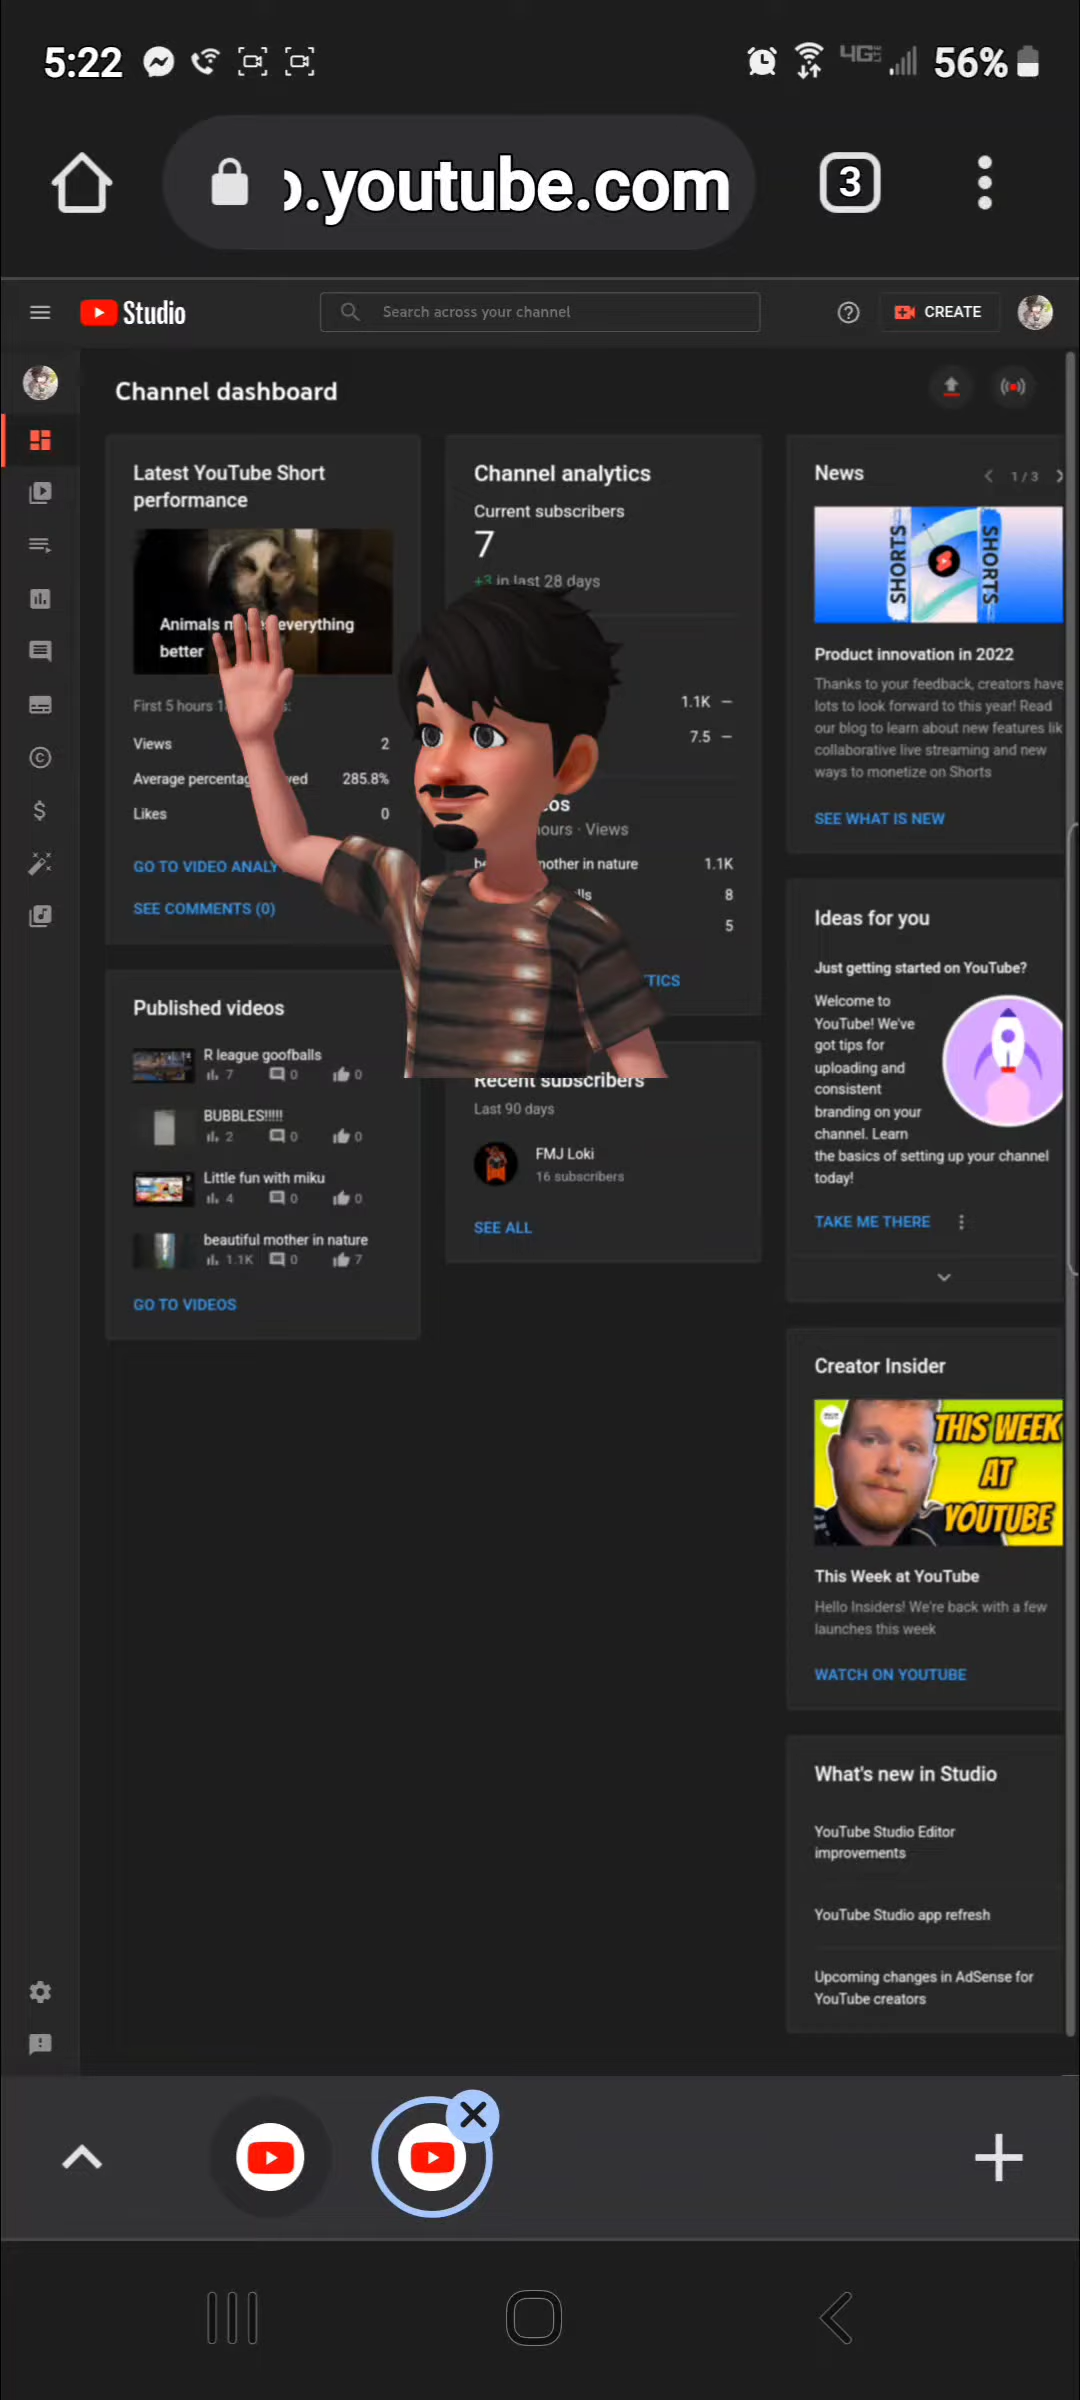 5:22
4G
56%
.youtube.com
3
Studio
Search across your channel
CREATE
Channel dashboard
Latest YouTube Short
performance
Animals everything
better
First 5 hours
Views 2
Average percentag 285.8%
Likes 0
GO TO VIDEO ANALY
SEE COMMENTS (0)
Published videos
R league goofballs
7 0 0
BUBBLES!!!!!
2 0 0
Little fun with miku
4 0 0
beautiful mother in nature
1.1K 0 7
GO TO VIDEOS
Channel analytics
Current subscribers
7
+3 in last 28 days
1.1K —
7.5 —
ours · Views
mother in nature 1.1K
8
5
TICS
Recent subscribers
Last 90 days
FMJ Loki
16 subscribers
SEE ALL
News
1 / 3
SHORTS
SHORTS
Product innovation in 2022
Thanks to your feedback, creators have
lots to look forward to this year! Read
our blog to learn about new features lik
collaborative live streaming and new
ways to monetize on Shorts
SEE WHAT IS NEW
Ideas for you
Just getting started on YouTube?
Welcome to
YouTube! We've
got tips for
uploading and
consistent
branding on your
channel. Learn
the basics of setting up your channel
today!
TAKE ME THERE
Creator Insider
THIS WEEK
AT
YOUTUBE
This Week at YouTube
Hello Insiders! We're back with a few
launches this week
WATCH ON YOUTUBE
What's new in Studio
YouTube Studio Editor
improvements
YouTube Studio app refresh
Upcoming changes in AdSense for
YouTube creators